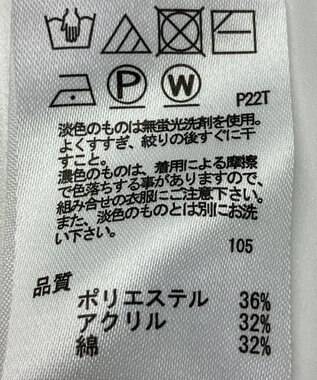 P W P22T
淡色のものは無蛍光洗剤を使用。
よくすすぎ、絞りの後すぐに干
すこと。
濃色のものは、着用による摩擦
で色落ちする事がありますので、
組み合せの衣服にご注意下さい。
また、淡色のものとは別にお洗
い下さい。
105
品質
ポリエステル 36%
アクリル 32%
綿 32%